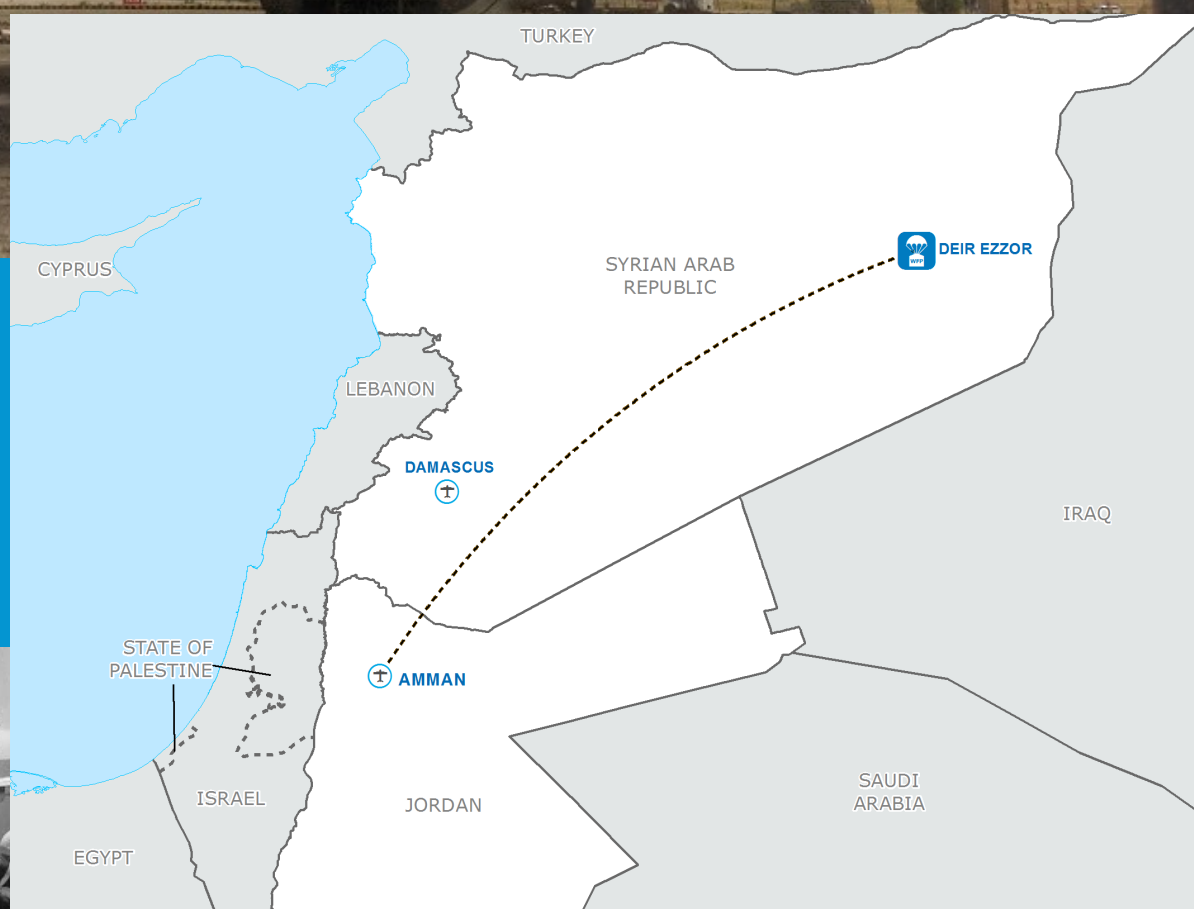 TURKEY
CYPRUS
SYRIAN ARAB
REPUBLIC
WFP
DEIR EZZOR
LEBANON
DAMASCUS
IRAQ
STATE OF
PALESTINE
AMMAN
ISRAEL
JORDAN
SAUDI
ARABIA
EGYPT